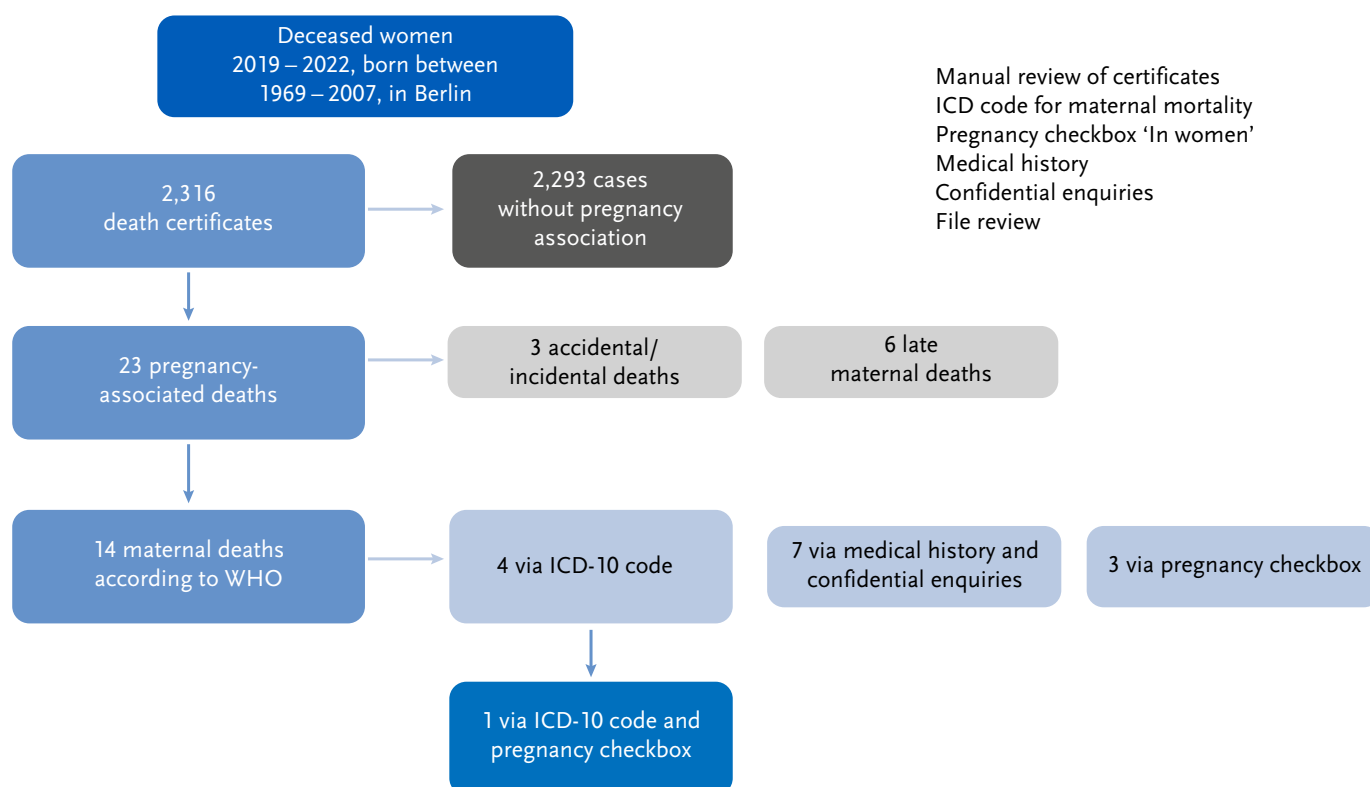 Deceased women
2019 – 2022, born between
1969 – 2007, in Berlin
Manual review of certificates
ICD code for maternal mortality
Pregnancy checkbox ‘In women’
Medical history
Confidential enquiries
File review
2,316
death certificates
2,293 cases
without pregnancy
association
23 pregnancy-
associated deaths
3 accidental/
incidental deaths
6 late
maternal deaths
14 maternal deaths
according to WHO
4 via ICD-10 code
7 via medical history and
confidential enquiries
3 via pregnancy checkbox
1 via ICD-10 code and
pregnancy checkbox